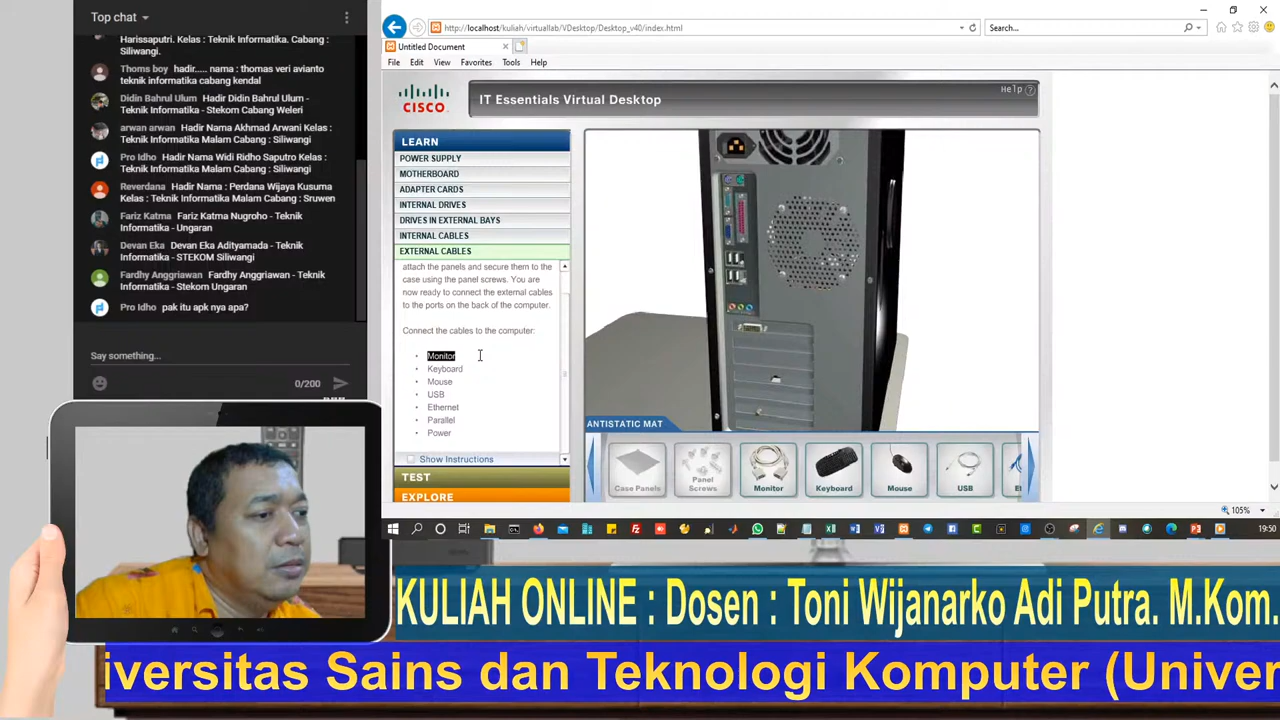 Top chat
Harissaputri. Kelas : Teknik Informatika. Cabang :
Siliwangi.
Thoms boy hadir..... nama : thomas veri avianto
teknik informatika cabang kendal
Didin Bahrul Ulum Hadir Didin Bahrul Ulum -
Teknik Informatika - Stekom Cabang Weleri
arwan arwan Hadir Nama Akhmad Arwani Kelas :
Teknik Informatika Malam Cabang : Siliwangi
Pro Idho Hadir Nama Widi Ridho Saputro Kelas :
Teknik Informatika Malam Cabang : Siliwangi
Reverdana Hadir Nama : Perdana Wijaya Kusuma
Kelas : Teknik Informatika Malam Cabang : Sruwen
Fariz Katma Fariz Katma Nugroho - Teknik
Informatika - Ungaran
Devan Eka Devan Eka Adityamada - Teknik
Informatika - STEKOM Siliwangi
Fardhy Anggriawan Fardhy Anggriawan - Teknik
Informatika - Stekom Ungaran
Pro Idho pak itu apk nya apa?
Say something...
0/200
http://localhost/kuliah/virtuallab/VDesktop/Desktop_v40/index.html
Search...
Untitled Document
File Edit View Favorites Tools Help
CISCO
IT Essentials Virtual Desktop
Help ?
LEARN
POWER SUPPLY
MOTHERBOARD
ADAPTER CARDS
INTERNAL DRIVES
DRIVES IN EXTERNAL BAYS
INTERNAL CABLES
EXTERNAL CABLES
attach the panels and secure them to the
case using the panel screws. You are
now ready to connect the external cables
to the ports on the back of the computer.
Connect the cables to the computer:
• Monitor
• Keyboard
• Mouse
• USB
• Ethernet
• Parallel
• Power
Show Instructions
TEST
EXPLORE
ANTISTATIC MAT
Case Panels
Panel
Screws
Monitor
Keyboard
Mouse
USB
105%
19:50
KULIAH ONLINE : Dosen : Toni Wijanarko Adi Putra. M.Kom.
iversitas Sains dan Teknologi Komputer (Univer